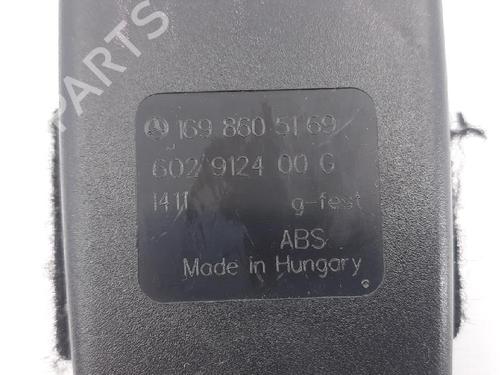 169 860 51 69
602 9124 00 G
1411 g-fest
ABS
Made in Hungary
B-PARTS